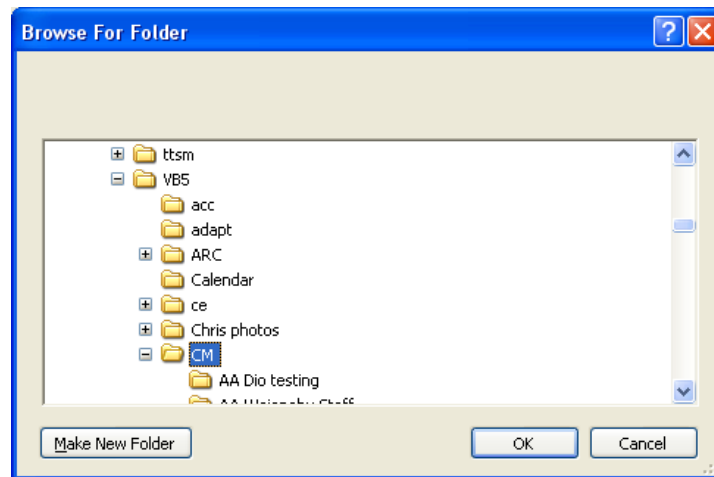 Browse For Folder
ttsm
VB5
acc
adapt
ARC
Calendar
ce
Chris photos
CM
AA Dio testing
AA
Make New Folder
OK
Cancel